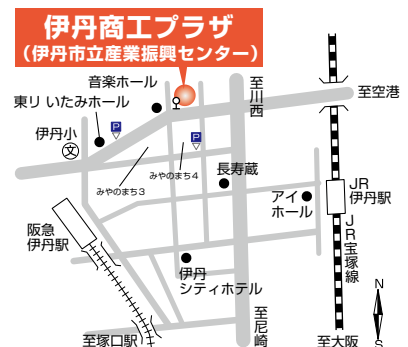 伊丹商工プラザ
（伊丹市立産業振興センター）
音楽ホール
至川西
至空港
東リ いたみホール
P
伊丹小
文
P
みやのまち3
みやのまち4
長寿蔵
アイ
ホール
JR
伊丹駅
阪急
伊丹駅
JR宝塚線
伊丹
シティホテル
N
至塚口駅
至尼崎
至大阪
S